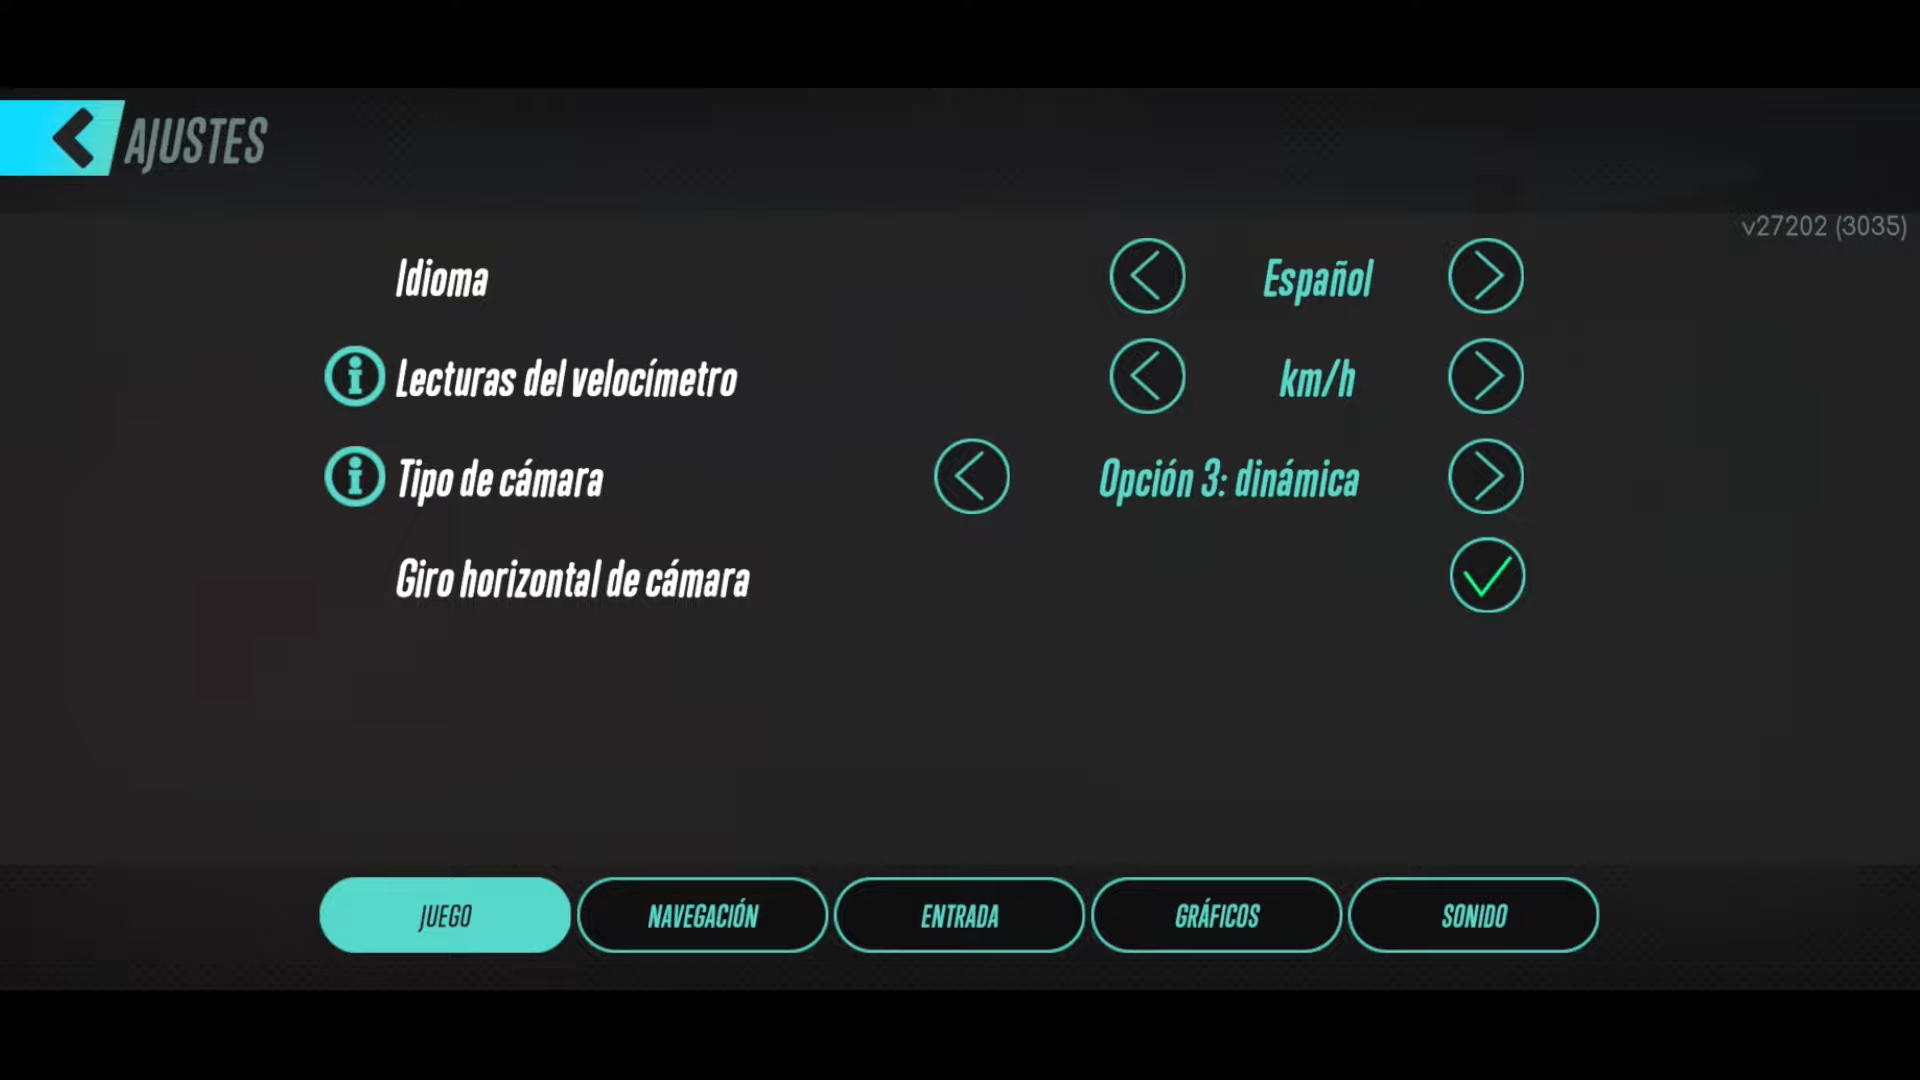 AJUSTES
v27202 (3035)
Idioma
Español
Lecturas del velocímetro
km/h
Tipo de cámara
Opción 3: dinámica
Giro horizontal de cámara
JUEGO
NAVEGACIÓN
ENTRADA
GRÁFICOS
SONIDO